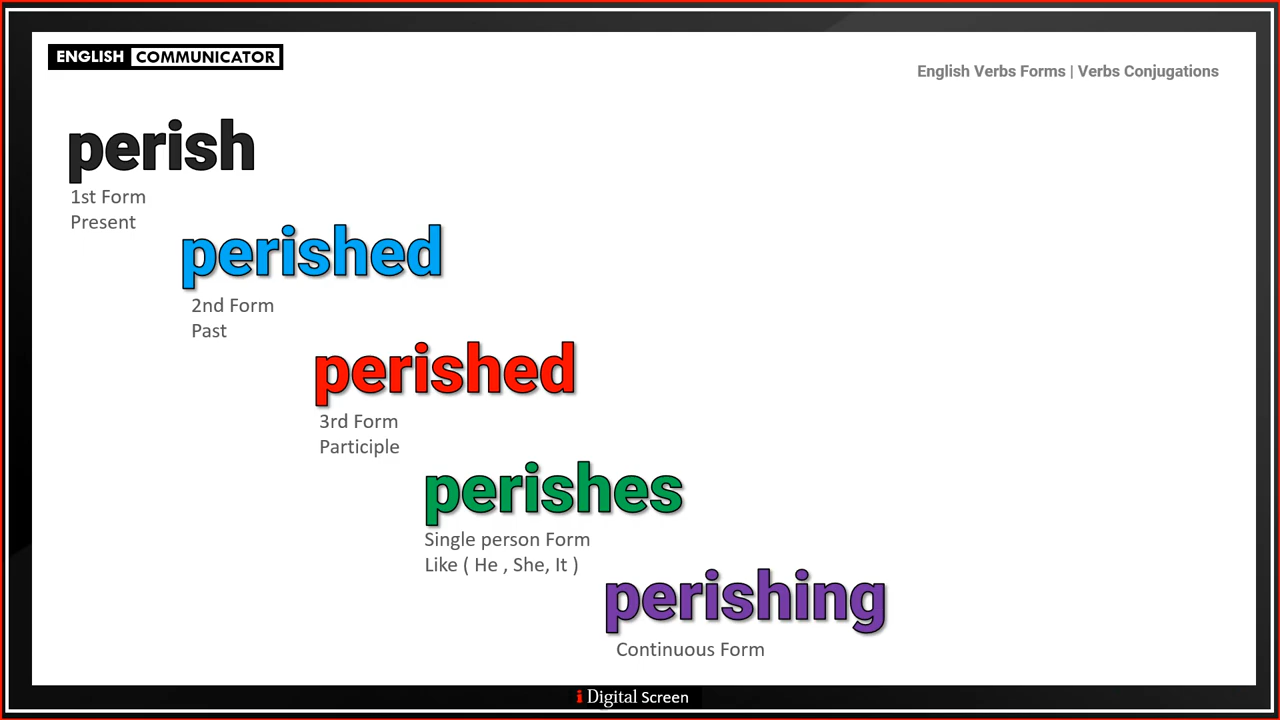 ENGLISH COMMUNICATOR
English Verbs Forms | Verbs Conjugations
perish
1st Form
Present
perished
2nd Form
Past
perished
3rd Form
Participle
perishes
Single person Form
Like ( He , She, It )
perishing
Continuous Form
i Digital Screen